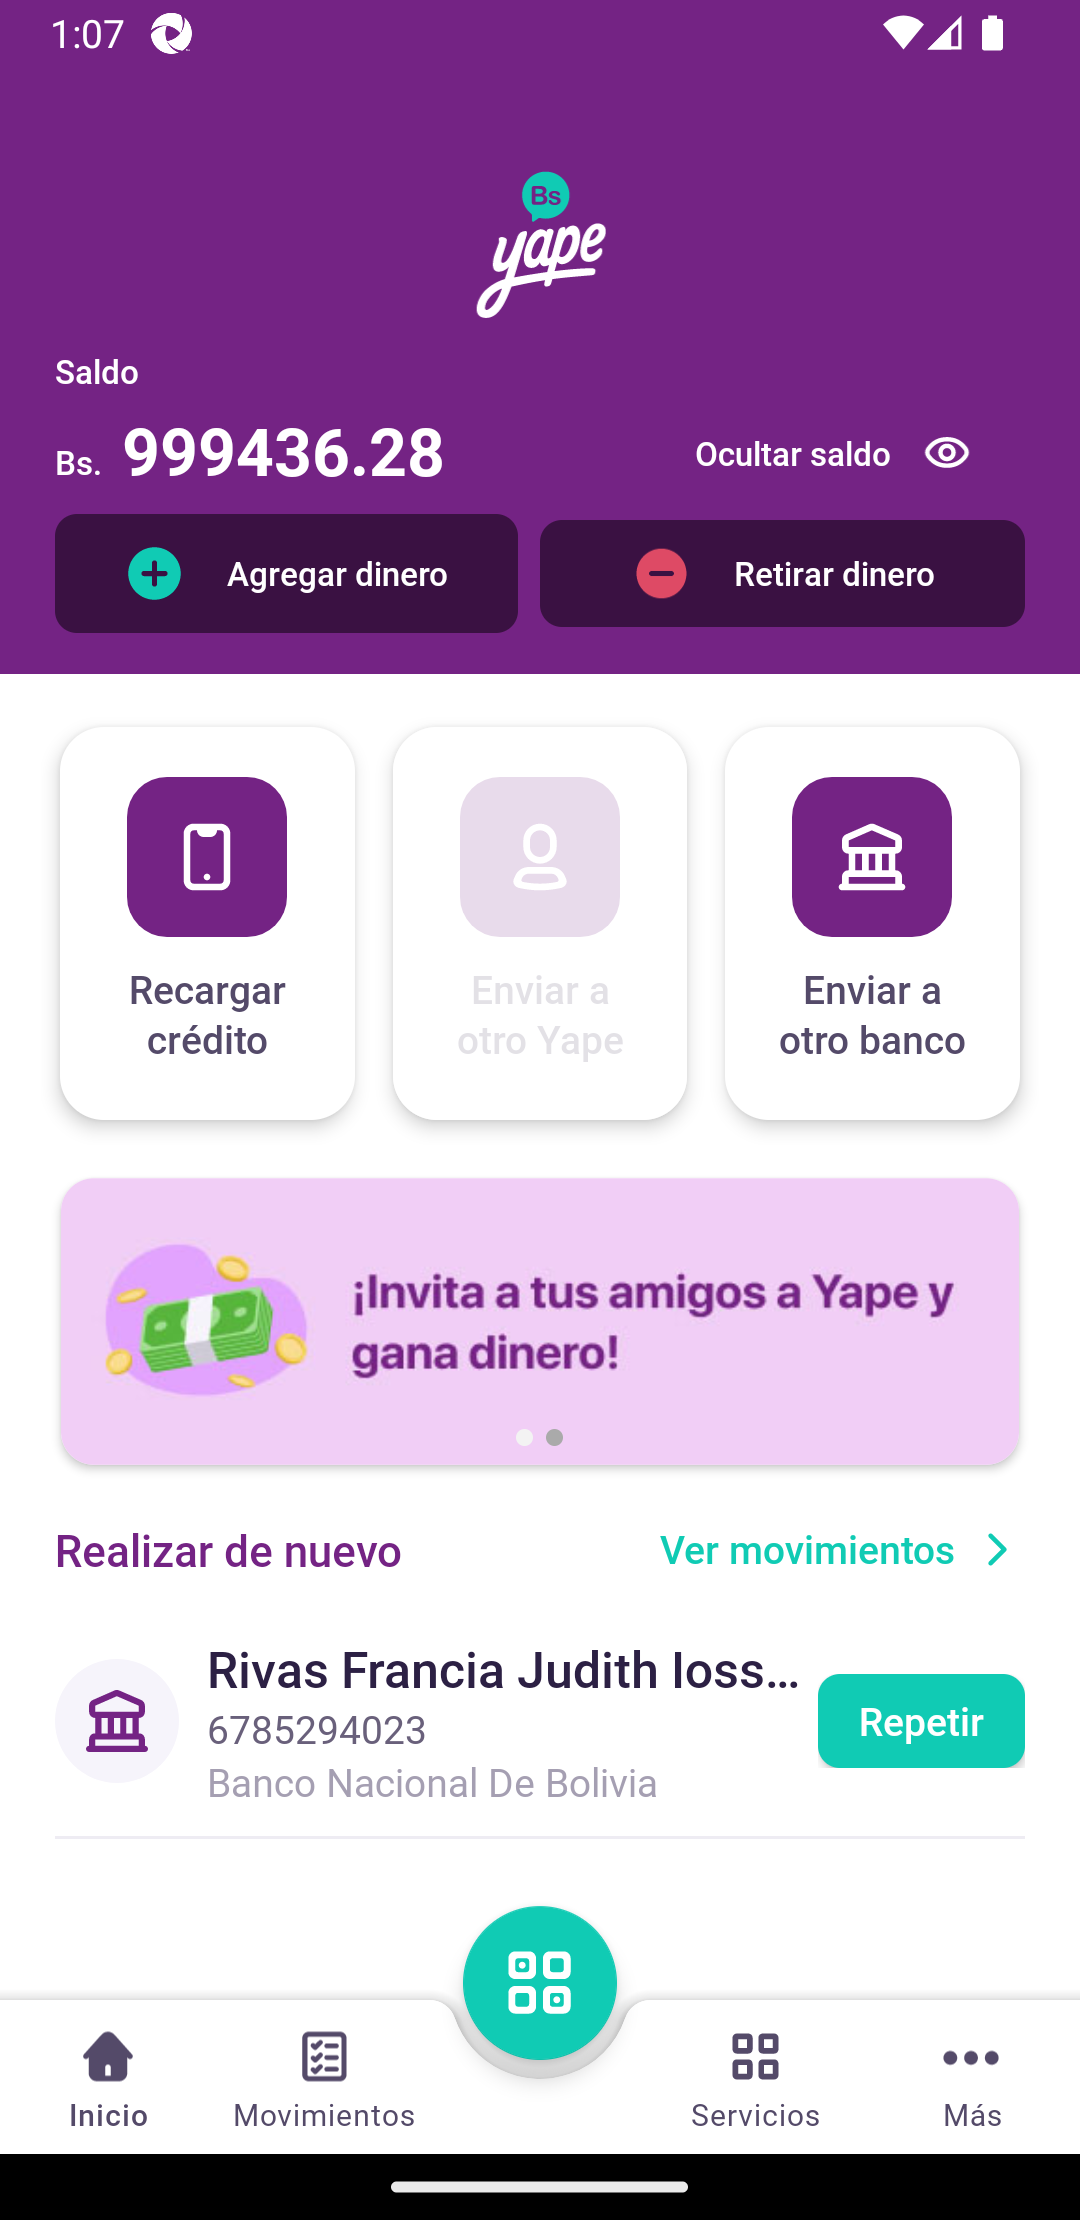 1:07
Bs
yape
Saldo
Bs. 999436.28
Ocultar saldo
Agregar dinero
Retirar dinero
Recargar
crédito
Enviar a
otro Yape
Enviar a
otro banco
¡Invita a tus amigos a Yape y
gana dinero!
Realizar de nuevo
Ver movimientos
Rivas Francia Judith Ioss...
6785294023
Banco Nacional De Bolivia
Repetir
Inicio
Movimientos
Servicios
Más